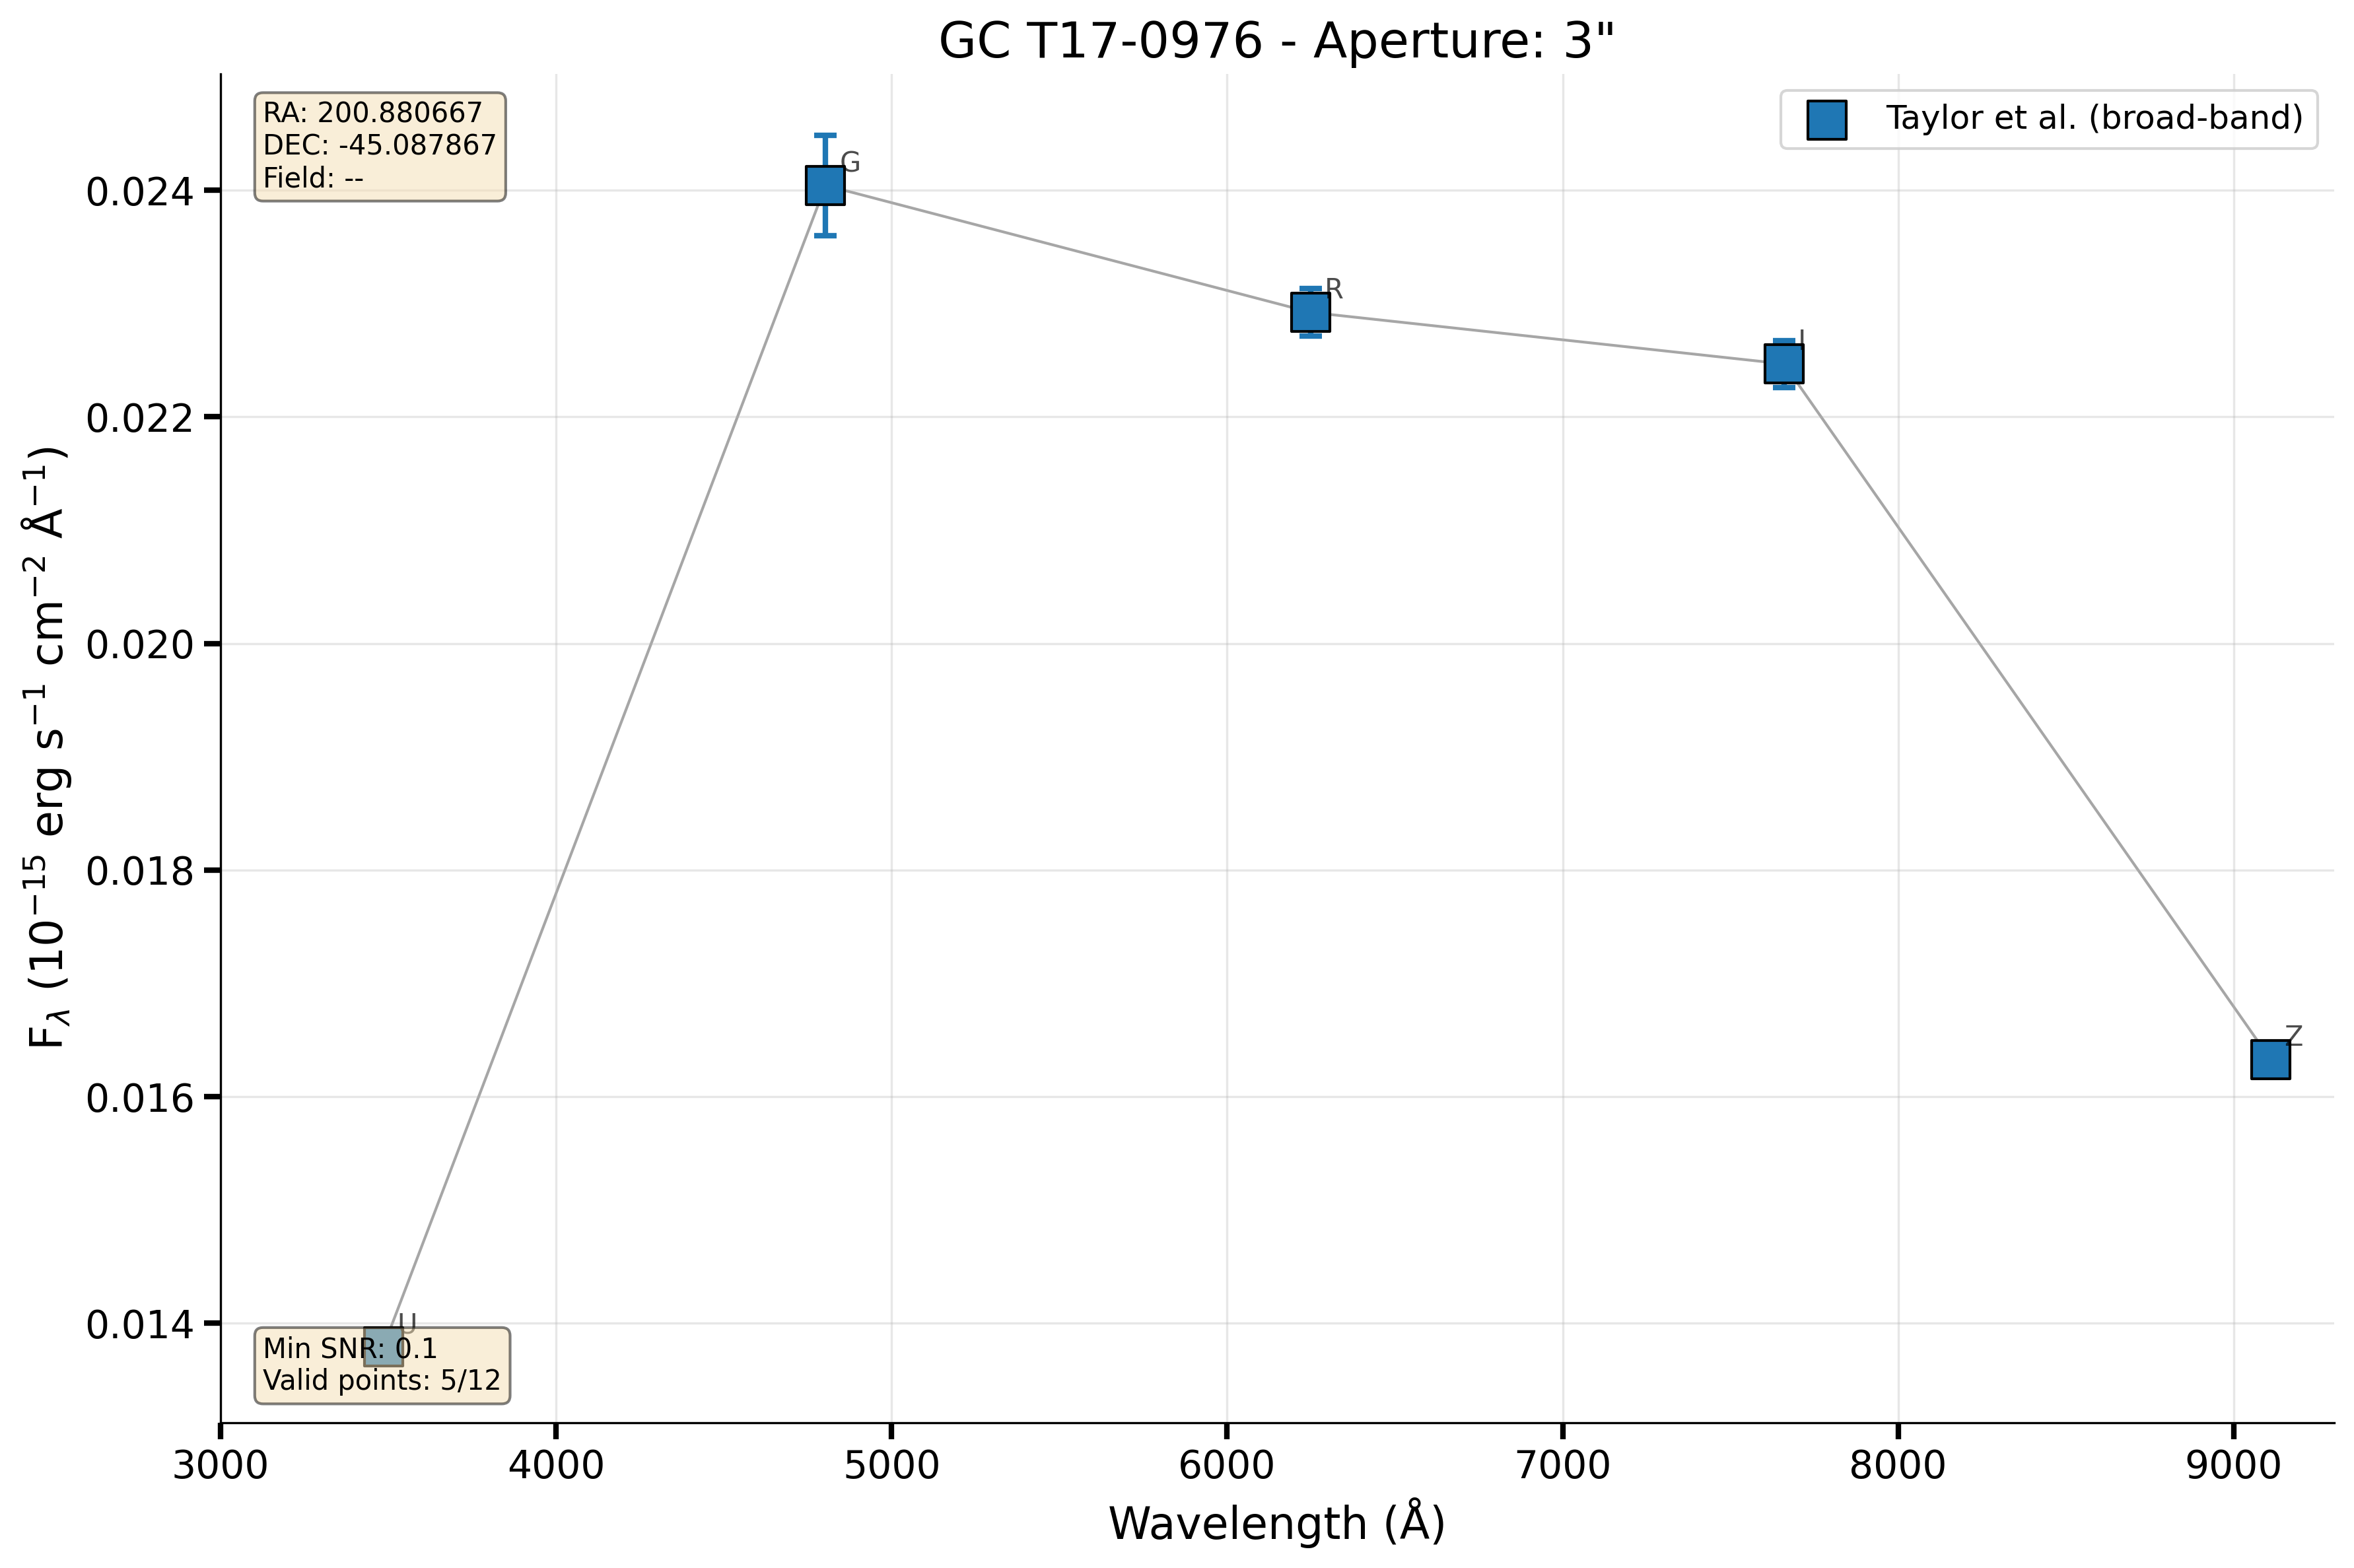 GC T17-0976 - Aperture: 3"
RA: 200.880667
DEC: -45.087867
Field: --
Taylor et al. (broad-band)
G
R
I
Z
U
Min SNR: 0.1
Valid points: 5/12
F_λ (10⁻¹⁵ erg s⁻¹ cm⁻² Å⁻¹)
0.024
0.022
0.020
0.018
0.016
0.014
3000 4000 5000 6000 7000 8000 9000
Wavelength (Å)